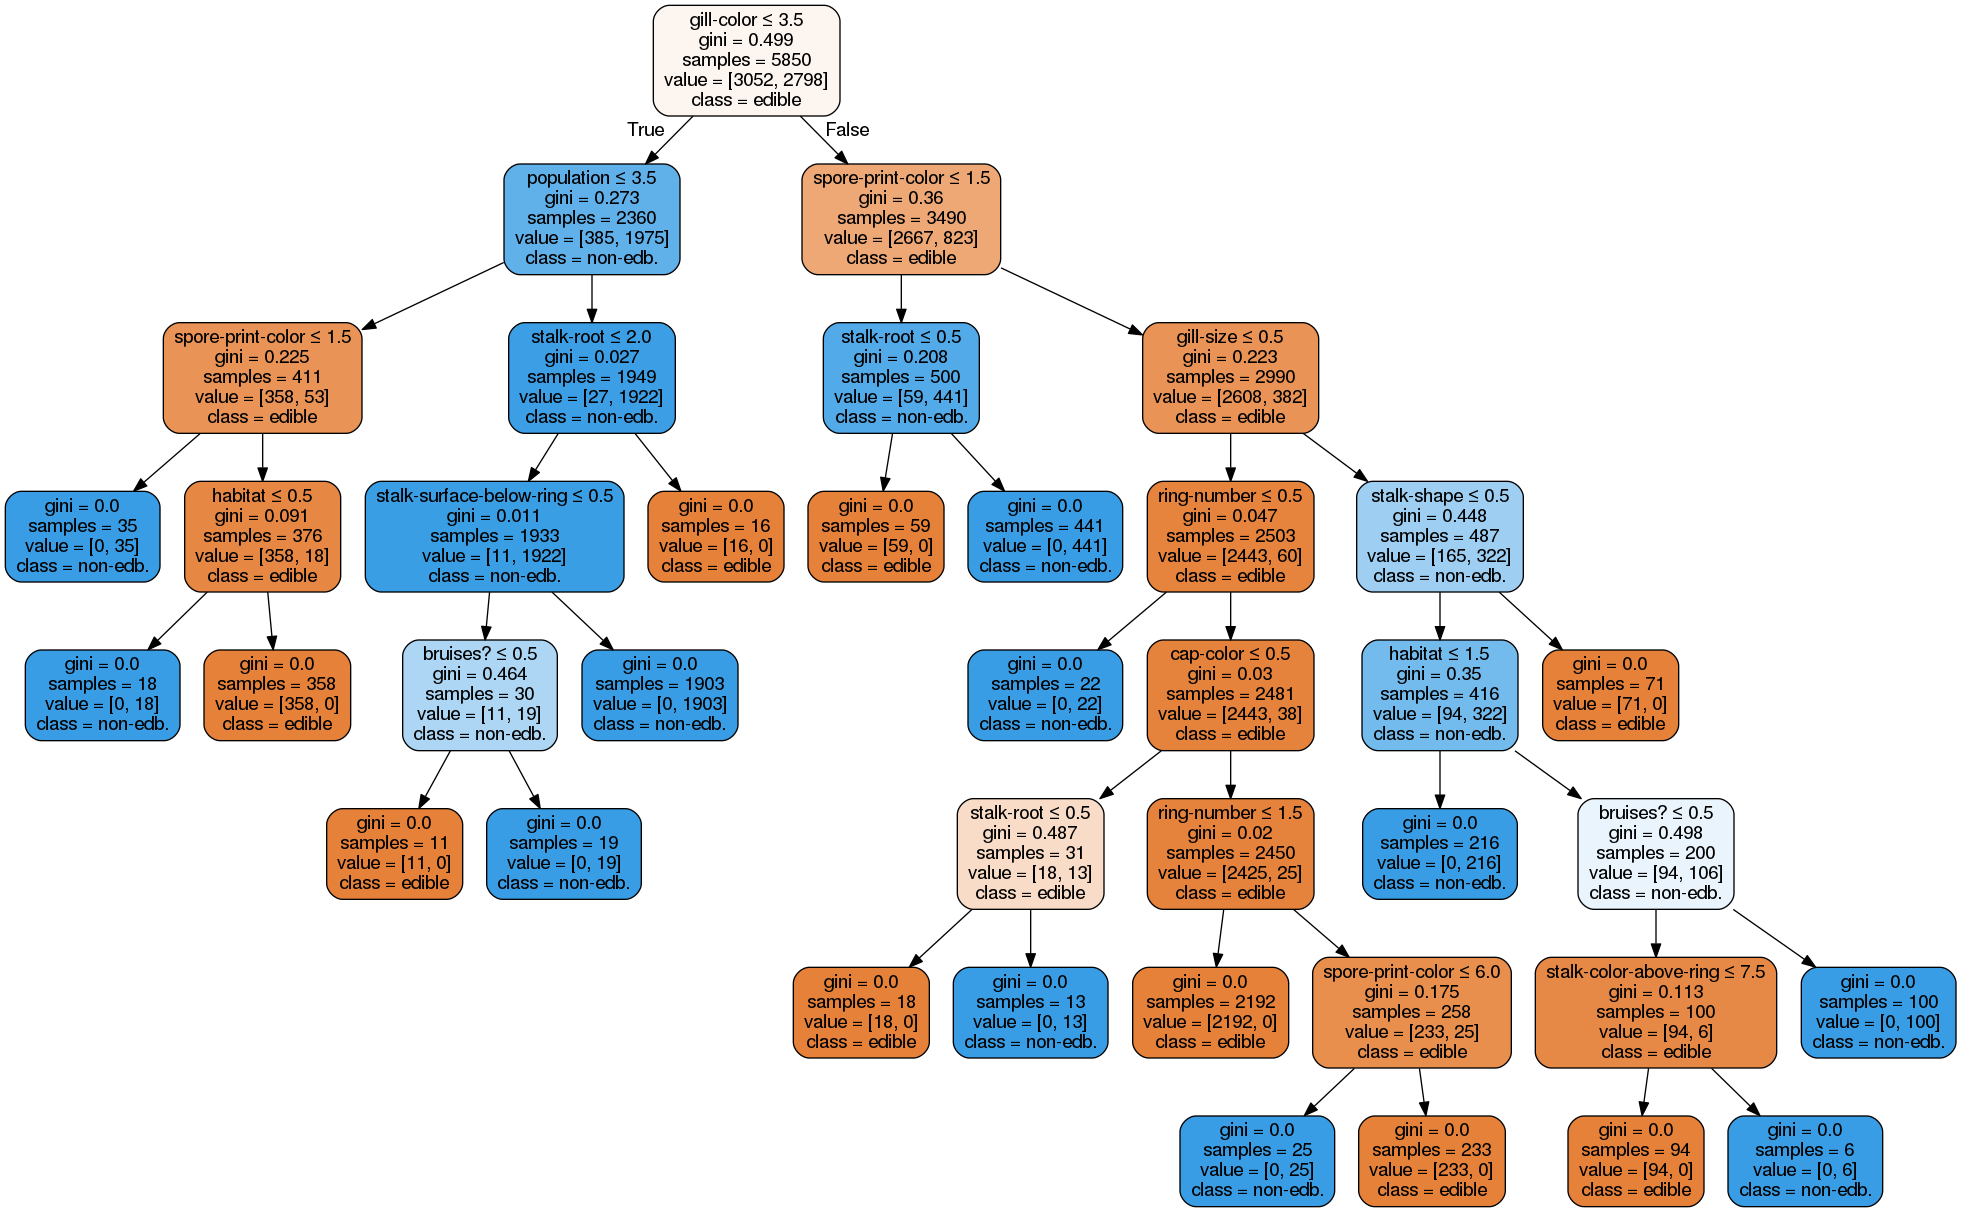 gill-color ≤ 3.5
gini = 0.499
samples = 5850
value = [3052, 2798]
class = edible
True
False
population ≤ 3.5
gini = 0.273
samples = 2360
value = [385, 1975]
class = non-edb.
spore-print-color ≤ 1.5
gini = 0.36
samples = 3490
value = [2667, 823]
class = edible
spore-print-color ≤ 1.5
gini = 0.225
samples = 411
value = [358, 53]
class = edible
stalk-root ≤ 2.0
gini = 0.027
samples = 1949
value = [27, 1922]
class = non-edb.
stalk-root ≤ 0.5
gini = 0.208
samples = 500
value = [59, 441]
class = non-edb.
gill-size ≤ 0.5
gini = 0.223
samples = 2990
value = [2608, 382]
class = edible
gini = 0.0
samples = 35
value = [0, 35]
class = non-edb.
habitat ≤ 0.5
gini = 0.091
samples = 376
value = [358, 18]
class = edible
stalk-surface-below-ring ≤ 0.5
gini = 0.011
samples = 1933
value = [11, 1922]
class = non-edb.
gini = 0.0
samples = 16
value = [16, 0]
class = edible
gini = 0.0
samples = 59
value = [59, 0]
class = edible
gini = 0.0
samples = 441
value = [0, 441]
class = non-edb.
ring-number ≤ 0.5
gini = 0.047
samples = 2503
value = [2443, 60]
class = edible
stalk-shape ≤ 0.5
gini = 0.448
samples = 487
value = [165, 322]
class = non-edb.
gini = 0.0
samples = 18
value = [0, 18]
class = non-edb.
gini = 0.0
samples = 358
value = [358, 0]
class = edible
bruises? ≤ 0.5
gini = 0.464
samples = 30
value = [11, 19]
class = non-edb.
gini = 0.0
samples = 1903
value = [0, 1903]
class = non-edb.
gini = 0.0
samples = 22
value = [0, 22]
class = non-edb.
cap-color ≤ 0.5
gini = 0.03
samples = 2481
value = [2443, 38]
class = edible
habitat ≤ 1.5
gini = 0.35
samples = 416
value = [94, 322]
class = non-edb.
gini = 0.0
samples = 71
value = [71, 0]
class = edible
gini = 0.0
samples = 11
value = [11, 0]
class = edible
gini = 0.0
samples = 19
value = [0, 19]
class = non-edb.
stalk-root ≤ 0.5
gini = 0.487
samples = 31
value = [18, 13]
class = edible
ring-number ≤ 1.5
gini = 0.02
samples = 2450
value = [2425, 25]
class = edible
gini = 0.0
samples = 216
value = [0, 216]
class = non-edb.
bruises? ≤ 0.5
gini = 0.498
samples = 200
value = [94, 106]
class = non-edb.
gini = 0.0
samples = 18
value = [18, 0]
class = edible
gini = 0.0
samples = 13
value = [0, 13]
class = non-edb.
gini = 0.0
samples = 2192
value = [2192, 0]
class = edible
spore-print-color ≤ 6.0
gini = 0.175
samples = 258
value = [233, 25]
class = edible
stalk-color-above-ring ≤ 7.5
gini = 0.113
samples = 100
value = [94, 6]
class = edible
gini = 0.0
samples = 100
value = [0, 100]
class = non-edb.
gini = 0.0
samples = 25
value = [0, 25]
class = non-edb.
gini = 0.0
samples = 233
value = [233, 0]
class = edible
gini = 0.0
samples = 94
value = [94, 0]
class = edible
gini = 0.0
samples = 6
value = [0, 6]
class = non-edb.